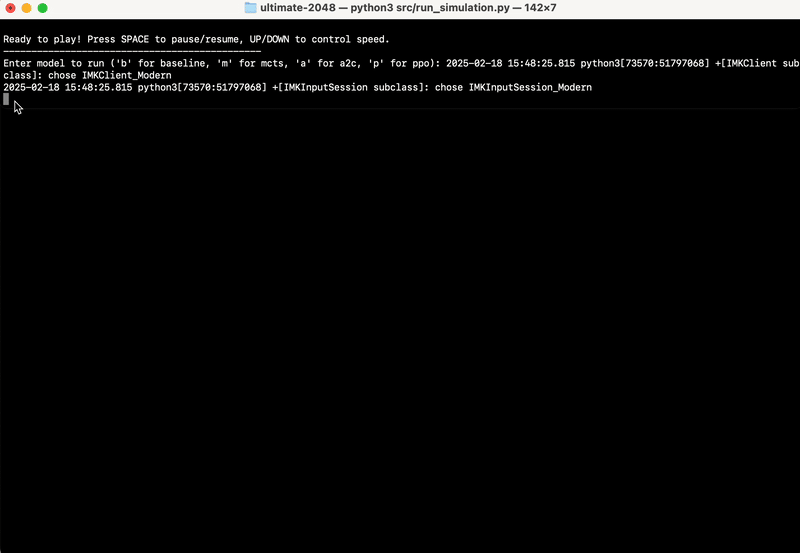 ultimate-2048 — python3 src/run_simulation.py — 142×7
Ready to play! Press SPACE to pause/resume, UP/DOWN to control speed.
----------------------------------------------
Enter model to run ('b' for baseline, 'm' for mcts, 'a' for a2c, 'p' for ppo): 2025-02-18 15:48:25.815 python3[73570:51797068] +[IMKClient sub
class]: chose IMKClient_Modern
2025-02-18 15:48:25.815 python3[73570:51797068] +[IMKInputSession subclass]: chose IMKInputSession_Modern